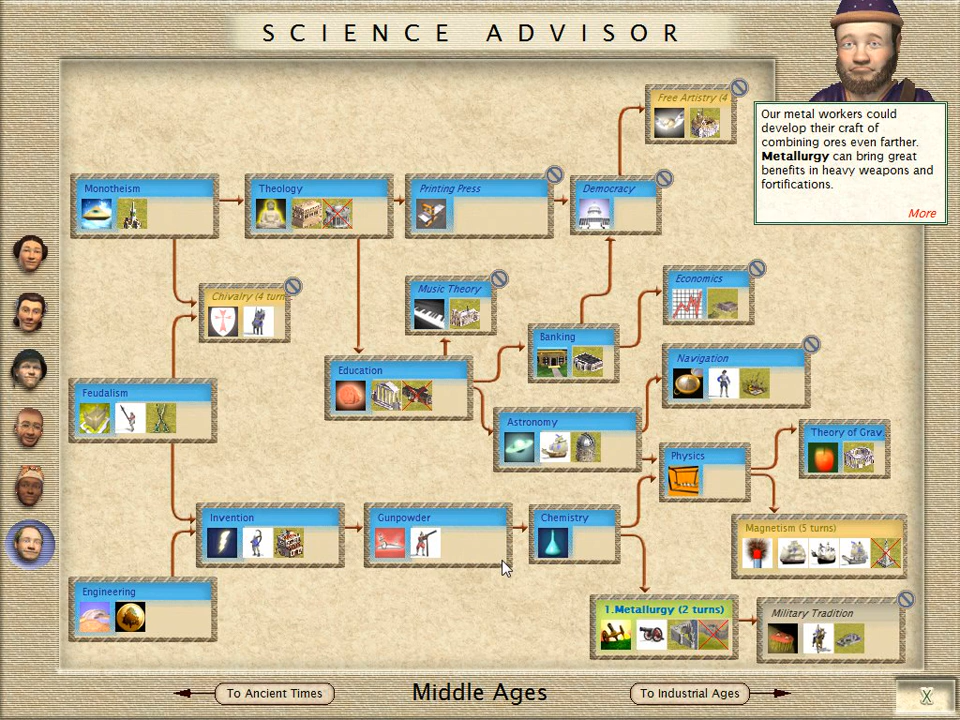 SCIENCE ADVISOR
Our metal workers could
develop their craft of
combining ores even farther.
Metallurgy can bring great
benefits in heavy weapons and
fortifications.
More
Free Artistry (4
Monotheism
Theology
Printing Press
Democracy
Chivalry (4 turn
Music Theory
Economics
Banking
Education
Navigation
Feudalism
Astronomy
Physics
Theory of Grav
Invention
Gunpowder
Chemistry
Magnetism (5 turns)
Engineering
1.Metallurgy (2 turns)
Military Tradition
To Ancient Times
Middle Ages
To Industrial Ages
X